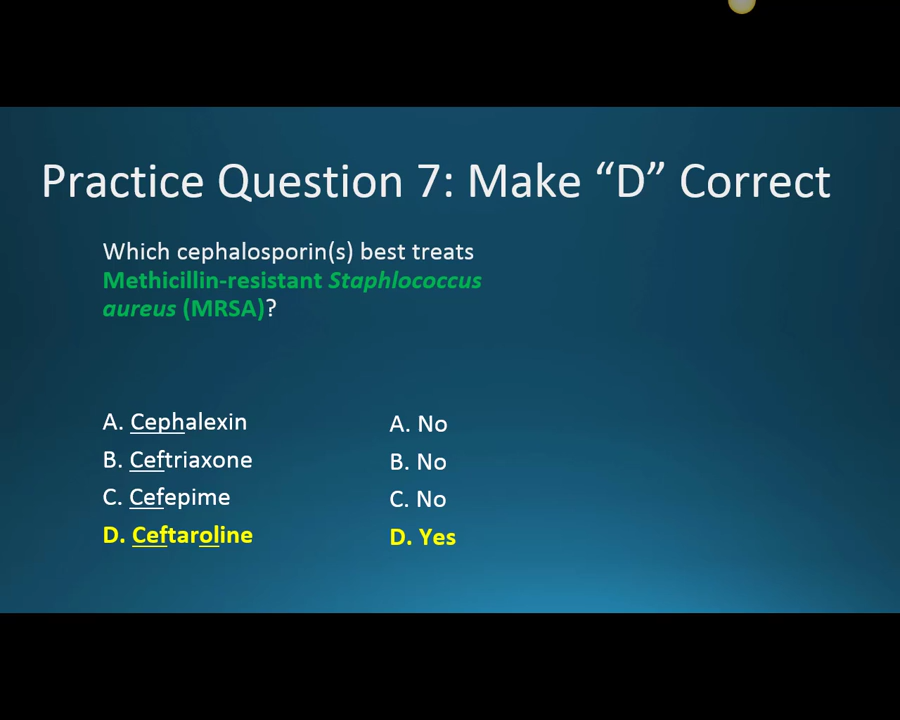 Practice Question 7: Make “D” Correct
Which cephalosporin(s) best treats
Methicillin-resistant Staphlococcus
aureus (MRSA)?
A. Cephalexin
B. Ceftriaxone
C. Cefepime
D. Ceftaroline
A. No
B. No
C. No
D. Yes